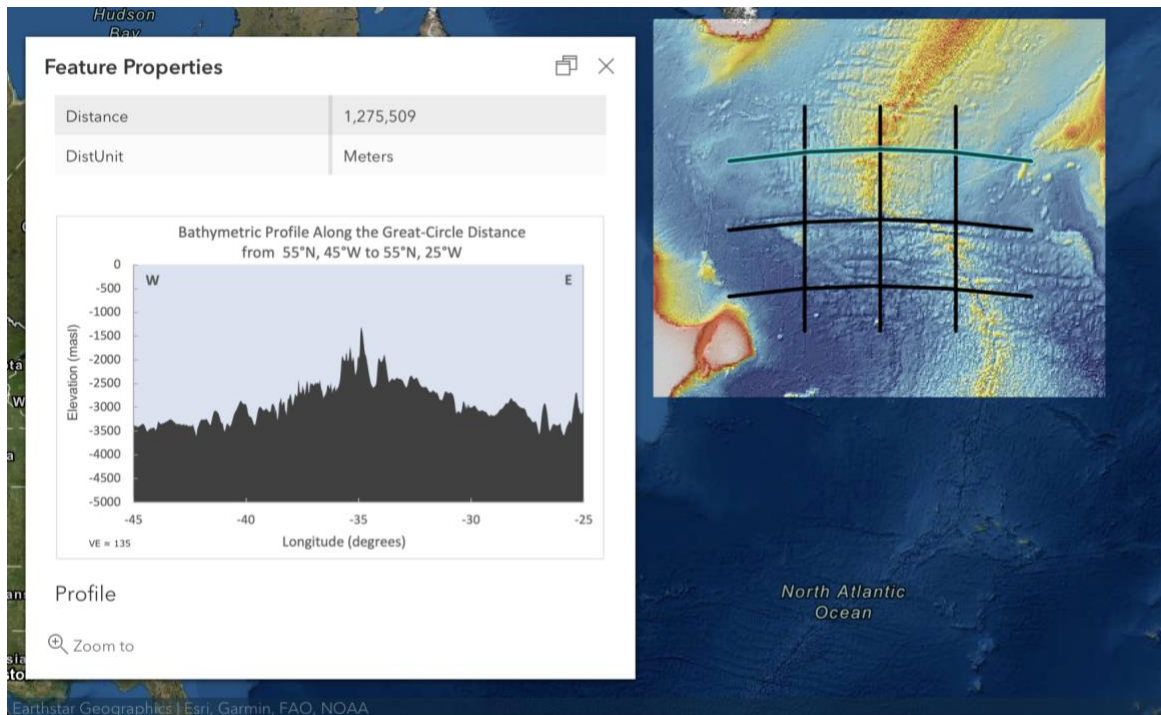 Hudson
Bay
Feature Properties
Distance 1,275,509
DistUnit Meters
Bathymetric Profile Along the Great-Circle Distance
from 55°N, 45°W to 55°N, 25°W
W E
Elevation (masl)
0
-500
-1000
-1500
-2000
-2500
-3000
-3500
-4000
-4500
-5000
-45 -40 -35 -30 -25
VE = 135
Longitude (degrees)
Profile
Zoom to
North Atlantic
Ocean
Earthstar Geographics | Esri, Garmin, FAO, NOAA